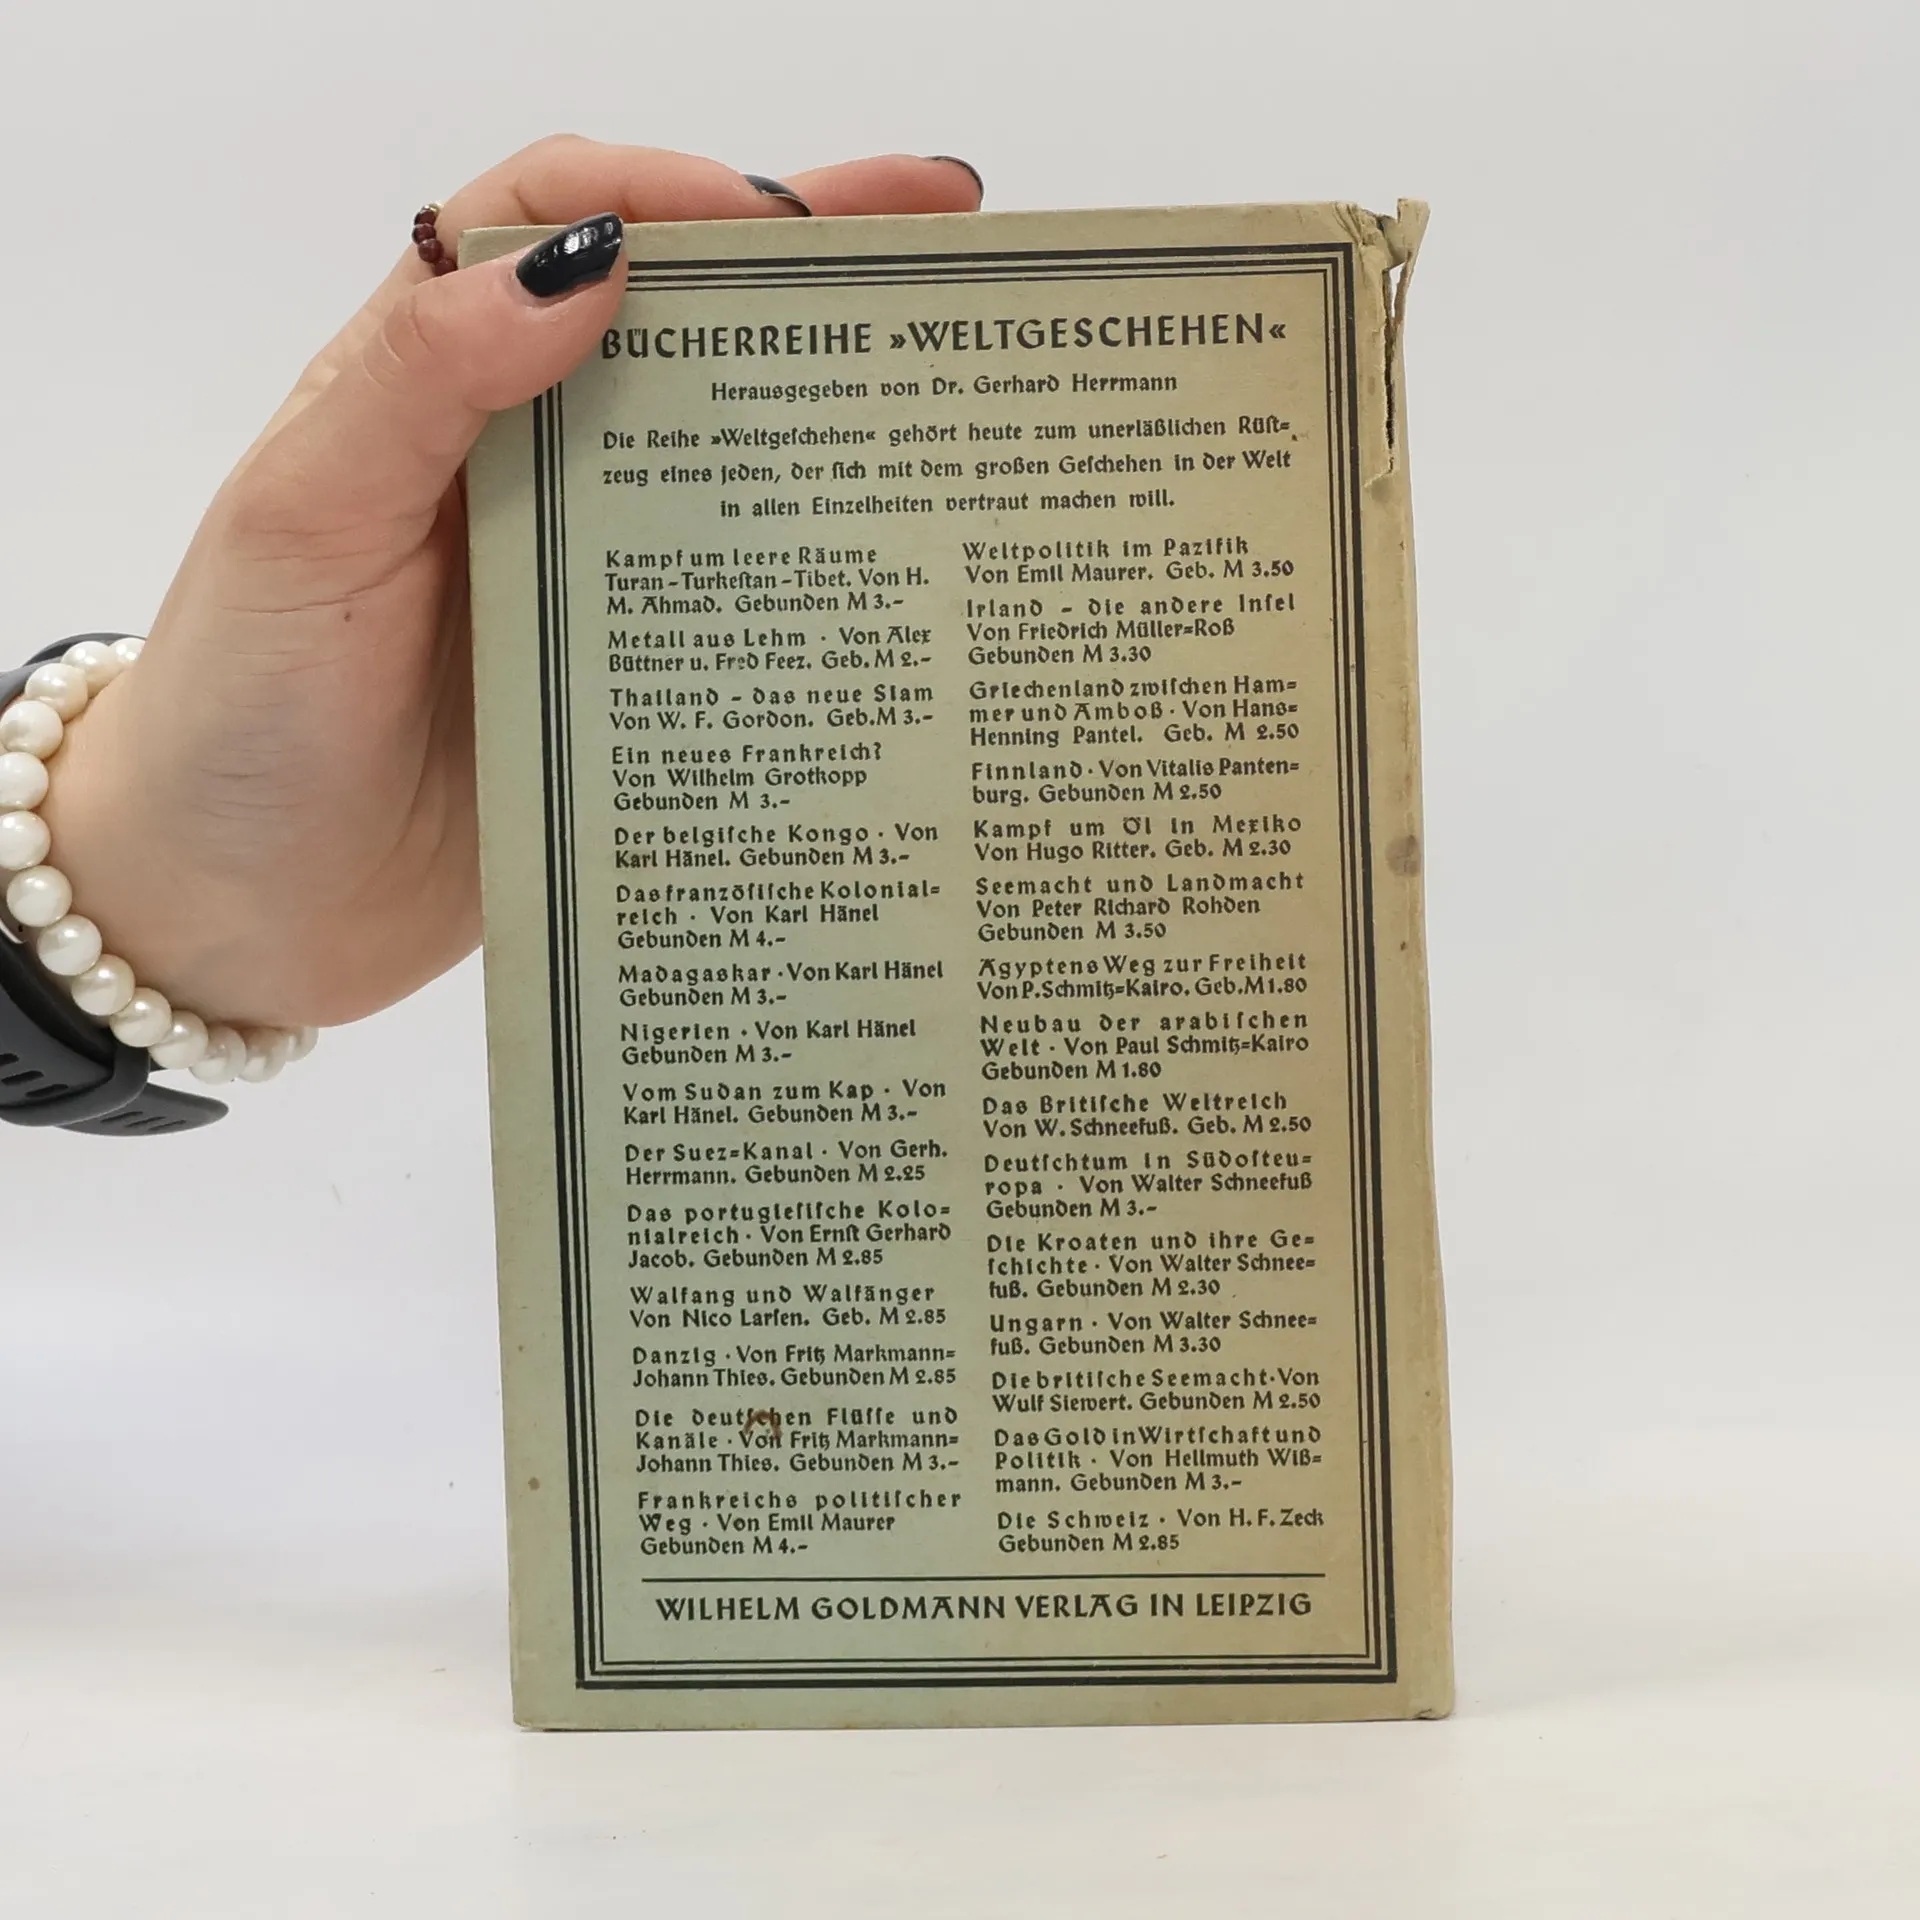 BÜCHERREIHE »WELTGESCHEHEN«
Herausgegeben von Dr. Gerhard Herrmann
Die Reihe »Weltgeſchehen« gehört heute zum unerläßlichen Rüſt=
zeug eines jeden, der ſich mit dem großen Geſchehen in der Welt
in allen Einzelheiten vertraut machen will.
Kampf um leere Räume
Turan-Turkeſtan-Tibet. Von H.
M. Ahmad. Gebunden M 3.-
Metall aus Lehm · Von Alex
Büttner u. Fred Feez. Geb. M 2.-
Thailand - das neue Siam
Von W. F. Gordon. Geb. M 3.-
Ein neues Frankreich?
Von Wilhelm Grotkopp
Gebunden M 3.-
Der belgiſche Kongo · Von
Karl Hänel. Gebunden M 3.-
Das franzöſiſche Kolonial=
reich · Von Karl Hänel
Gebunden M 4.-
Madagaskar · Von Karl Hänel
Gebunden M 3.-
Nigerien · Von Karl Hänel
Gebunden M 3.-
Vom Sudan zum Kap · Von
Karl Hänel. Gebunden M 3.-
Der Suez=Kanal · Von Gerh.
Herrmann. Gebunden M 2.25
Das portugieſiſche Kolo=
nialreich · Von Ernſt Gerhard
Jacob. Gebunden M 2.85
Walfang und Walfänger
Von Nico Larſen. Geb. M 2.85
Danzig · Von Fritz Markmann=
Johann Thies. Gebunden M 2.85
Die deutſchen Flüſſe und
Kanäle · Von Fritz Markmann=
Johann Thies. Gebunden M 3.-
Frankreichs politiſcher
Weg · Von Emil Maurer
Gebunden M 4.-
Weltpolitik im Pazifik
Von Emil Maurer. Geb. M 3.50
Irland - die andere Inſel
Von Friedrich Müller=Roß
Gebunden M 3.30
Griechenland zwiſchen Ham=
mer und Amboß · Von Hans=
Henning Pantel. Geb. M 2.50
Finnland · Von Vitalis Panten=
burg. Gebunden M 2.50
Kampf um Öl in Mexiko
Von Hugo Ritter. Geb. M 2.30
Seemacht und Landmacht
Von Peter Richard Rohden
Gebunden M 3.50
Ägyptens Weg zur Freiheit
Von P. Schmitz=Kairo. Geb. M 1.80
Neubau der arabiſchen
Welt · Von Paul Schmitz=Kairo
Gebunden M 1.80
Das Britiſche Weltreich
Von W. Schneefuß. Geb. M 2.50
Deutſchtum in Südoſteu=
ropa · Von Walter Schneefuß
Gebunden M 3.-
Die Kroaten und ihre Ge=
ſchichte · Von Walter Schnee=
fuß. Gebunden M 2.30
Ungarn · Von Walter Schnee=
fuß. Gebunden M 3.30
Die britiſche Seemacht · Von
Wulf Siewert. Gebunden M 2.50
Das Gold in Wirtſchaft und
Politik · Von Hellmuth Wiß=
mann. Gebunden M 3.-
Die Schweiz · Von H. F. Zeck
Gebunden M 2.85
WILHELM GOLDMANN VERLAG IN LEIPZIG